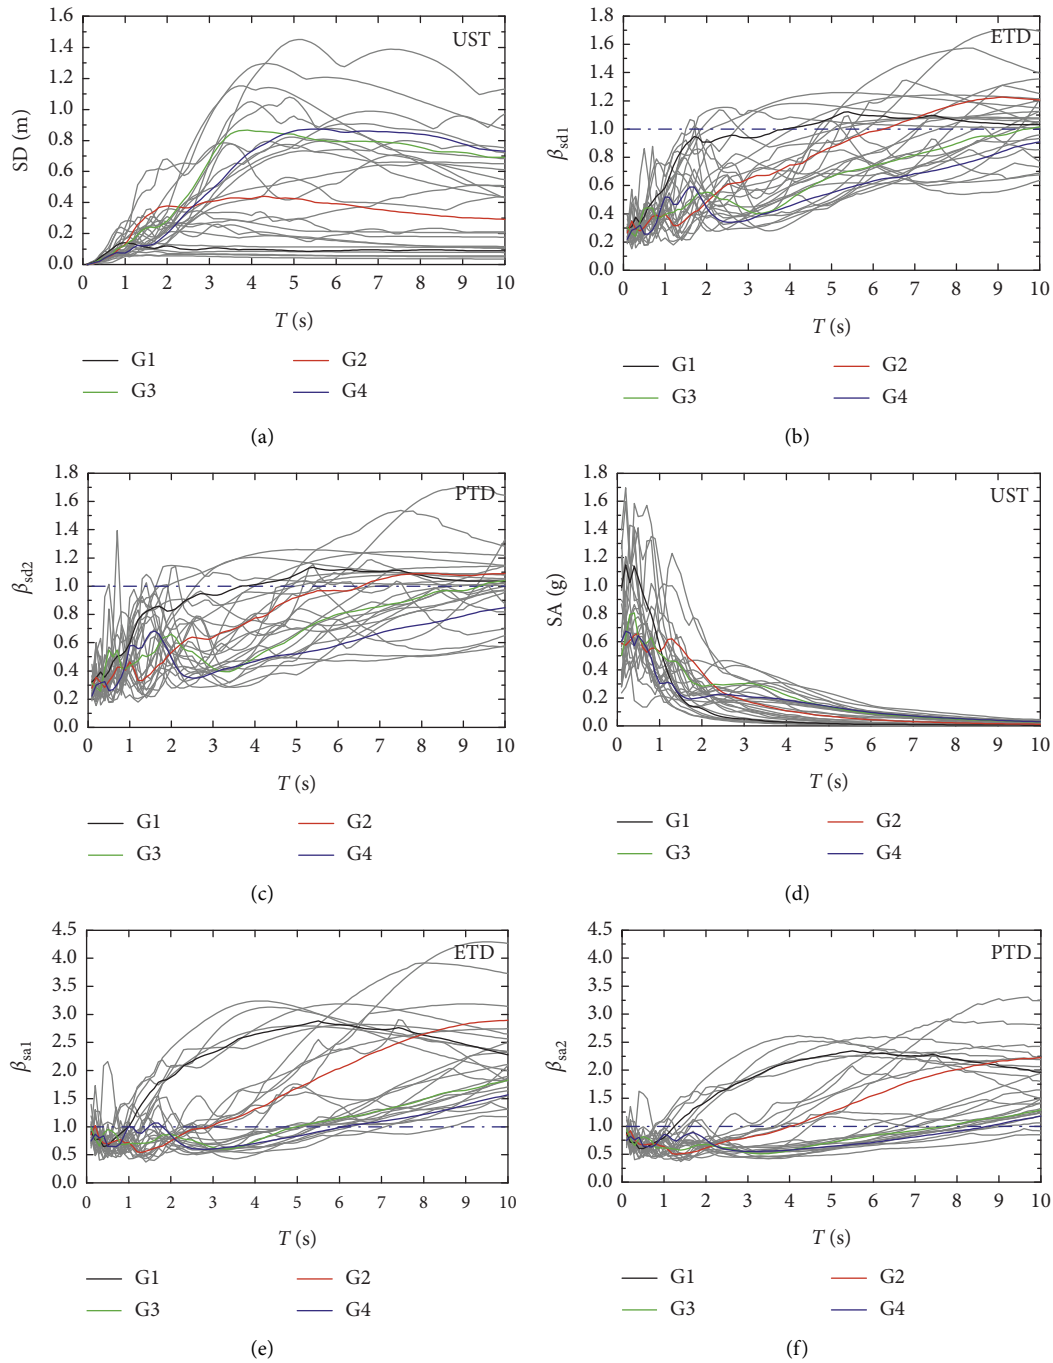 1.6
1.4
1.2
1.0
0.8
0.6
0.4
0.2
0.0
SD (m)
UST
0 1 2 3 4 5 6 7 8 9 10
T (s)
G1 G2
G3 G4
(a)
1.8
1.6
1.4
1.2
1.0
0.8
0.6
0.4
0.2
0.0
βsd1
ETD
0 1 2 3 4 5 6 7 8 9 10
T (s)
G1 G2
G3 G4
(b)
1.8
1.6
1.4
1.2
1.0
0.8
0.6
0.4
0.2
0.0
βsd2
PTD
0 1 2 3 4 5 6 7 8 9 10
T (s)
G1 G2
G3 G4
(c)
1.8
1.6
1.4
1.2
1.0
0.8
0.6
0.4
0.2
0.0
SA (g)
UST
0 1 2 3 4 5 6 7 8 9 10
T (s)
G1 G2
G3 G4
(d)
4.5
4.0
3.5
3.0
2.5
2.0
1.5
1.0
0.5
0.0
βsa1
ETD
0 1 2 3 4 5 6 7 8 9 10
T (s)
G1 G2
G3 G4
(e)
4.5
4.0
3.5
3.0
2.5
2.0
1.5
1.0
0.5
0.0
βsa2
PTD
0 1 2 3 4 5 6 7 8 9 10
T (s)
G1 G2
G3 G4
(f)